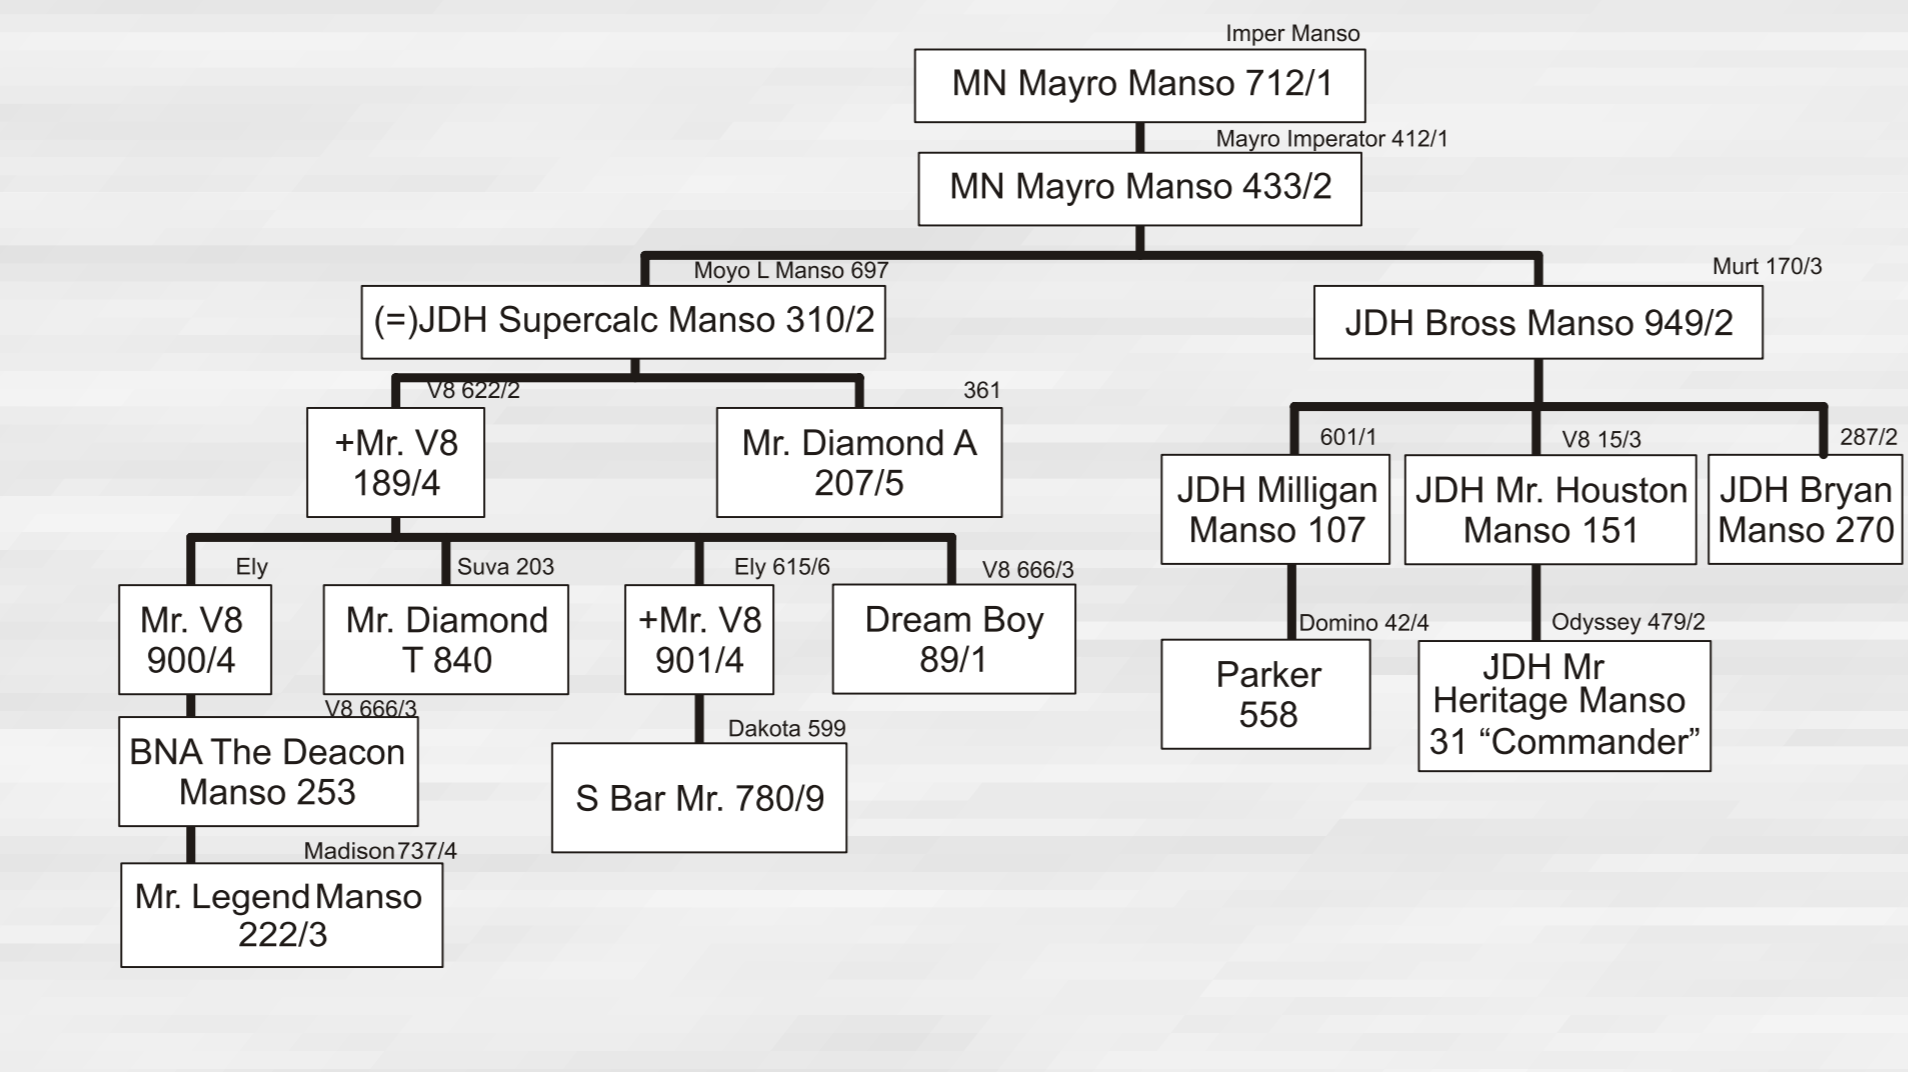 Imper Manso
MN Mayro Manso 712/1
Mayro Imperator 412/1
MN Mayro Manso 433/2
Moyo L Manso 697
(=)JDH Supercalc Manso 310/2
Murt 170/3
JDH Bross Manso 949/2
V8 622/2
+Mr. V8
189/4
361
Mr. Diamond A
207/5
601/1
JDH Milligan
Manso 107
V8 15/3
JDH Mr. Houston
Manso 151
287/2
JDH Bryan
Manso 270
Ely
Mr. V8
900/4
Suva 203
Mr. Diamond
T 840
Ely 615/6
+Mr. V8
901/4
V8 666/3
Dream Boy
89/1
Domino 42/4
Parker
558
Odyssey 479/2
JDH Mr
Heritage Manso
31 “Commander”
V8 666/3
BNA The Deacon
Manso 253
Dakota 599
S Bar Mr. 780/9
Madison 737/4
Mr. Legend Manso
222/3